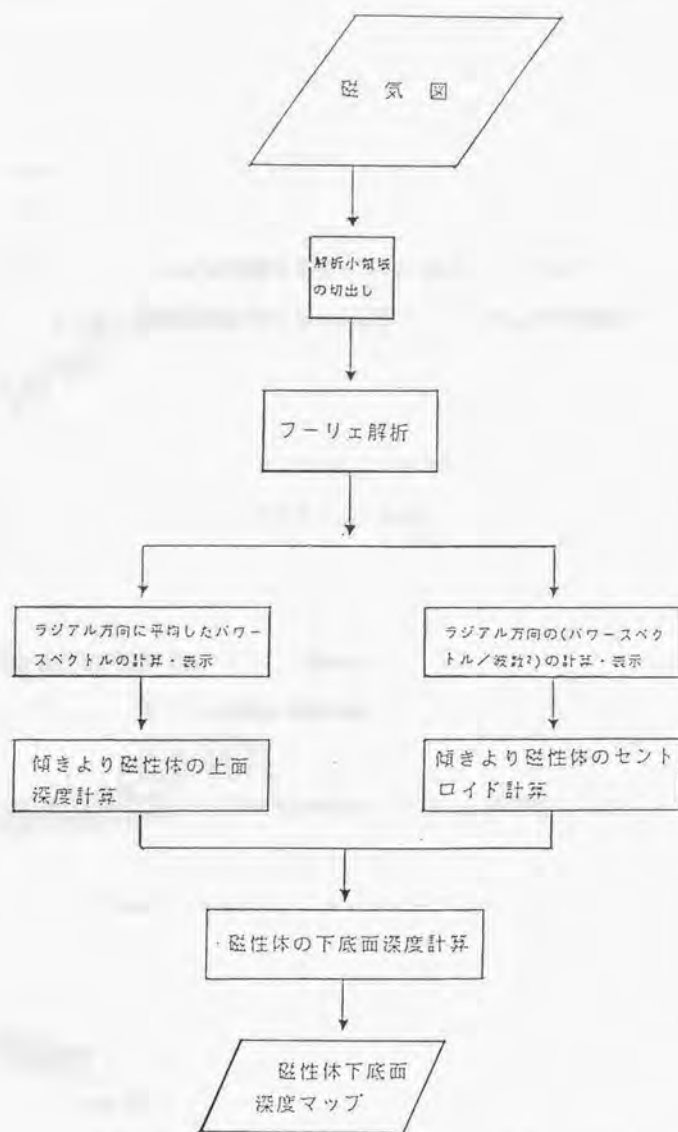 磁気図
解析小領域
の切出し
フーリェ解析
ラジアル方向に平均したパワー
スペクトルの計算・表示
ラジアル方向の(パワースペク
トル/波数²)の計算・表示
傾きより磁性体の上面
深度計算
傾きより磁性体のセント
ロイド計算
磁性体の下底面深度計算
磁性体下底面
深度マップ